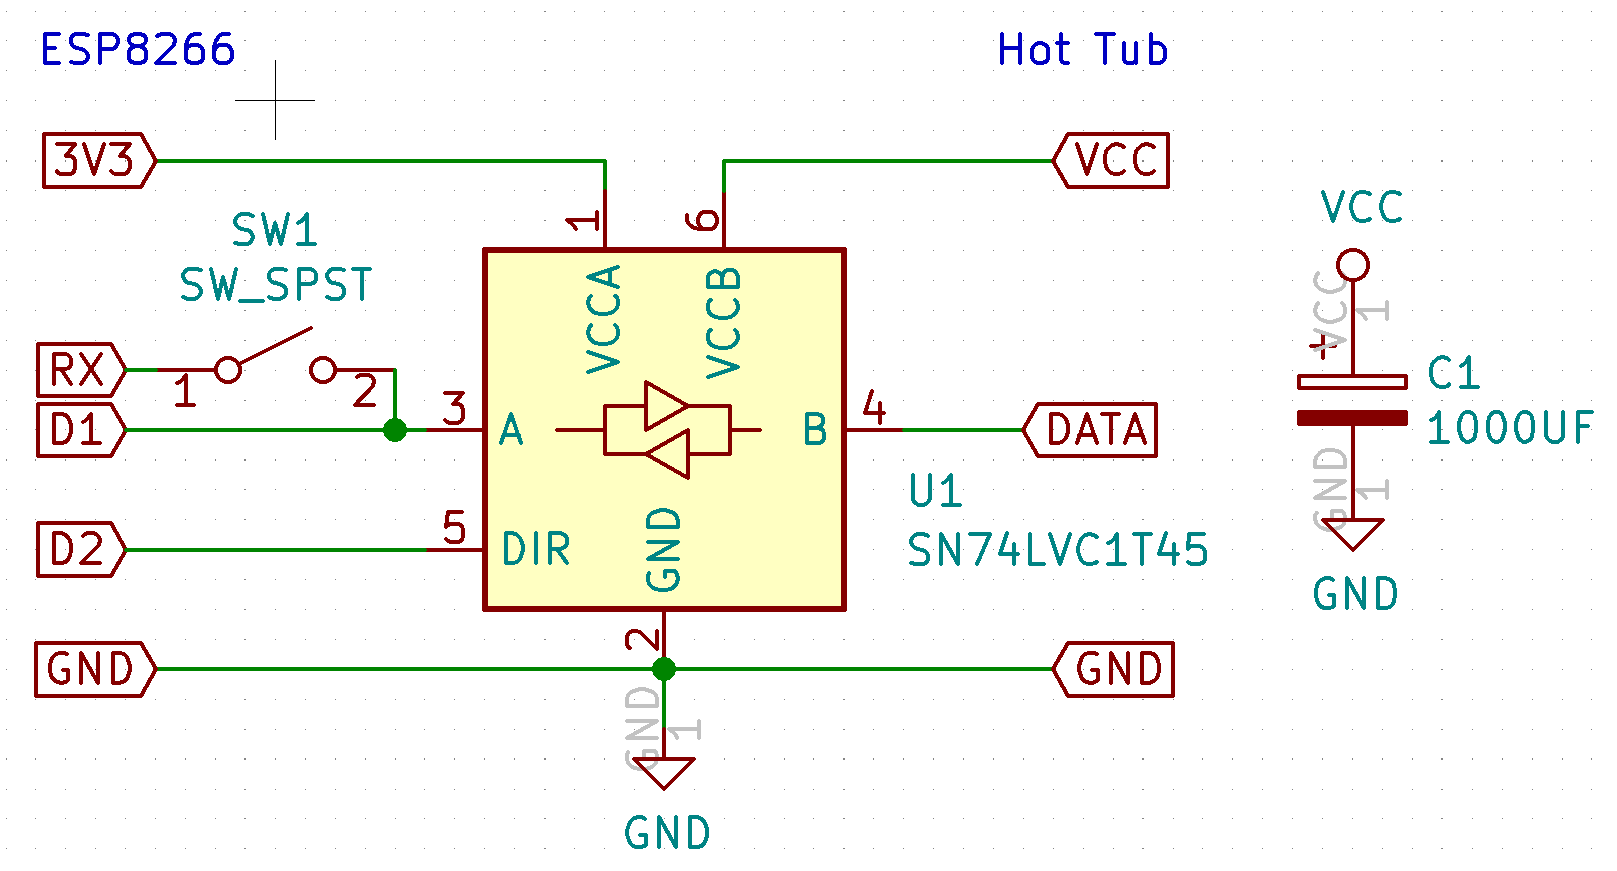 ESP8266
Hot Tub
3V3
VCC
1
6
SW1
SW_SPST
VCCA
VCCB
VCC
VCC
1
+
RX
1
2
D1
3
A
B
4
DATA
C1
1000UF
D2
5
DIR
GND
U1
SN74LVC1T45
GND
1
GND
GND
2
GND
GND
1
GND